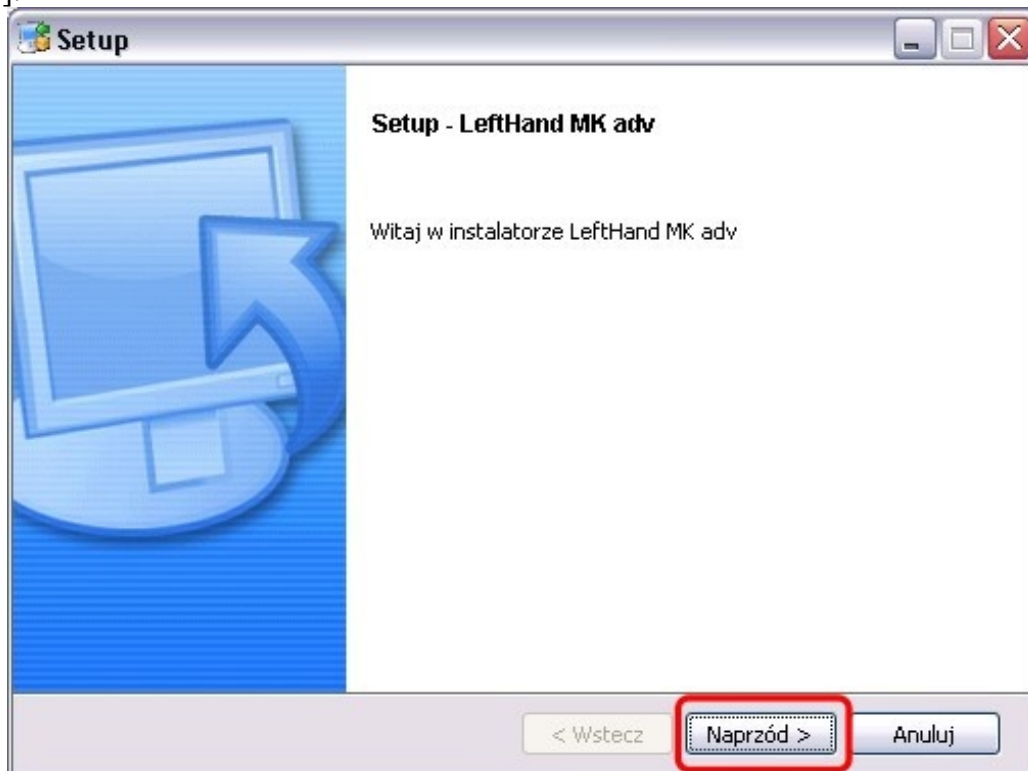 Setup
Setup - LeftHand MK adv
Witaj w instalatorze LeftHand MK adv
< Wstecz Naprzód > Anuluj